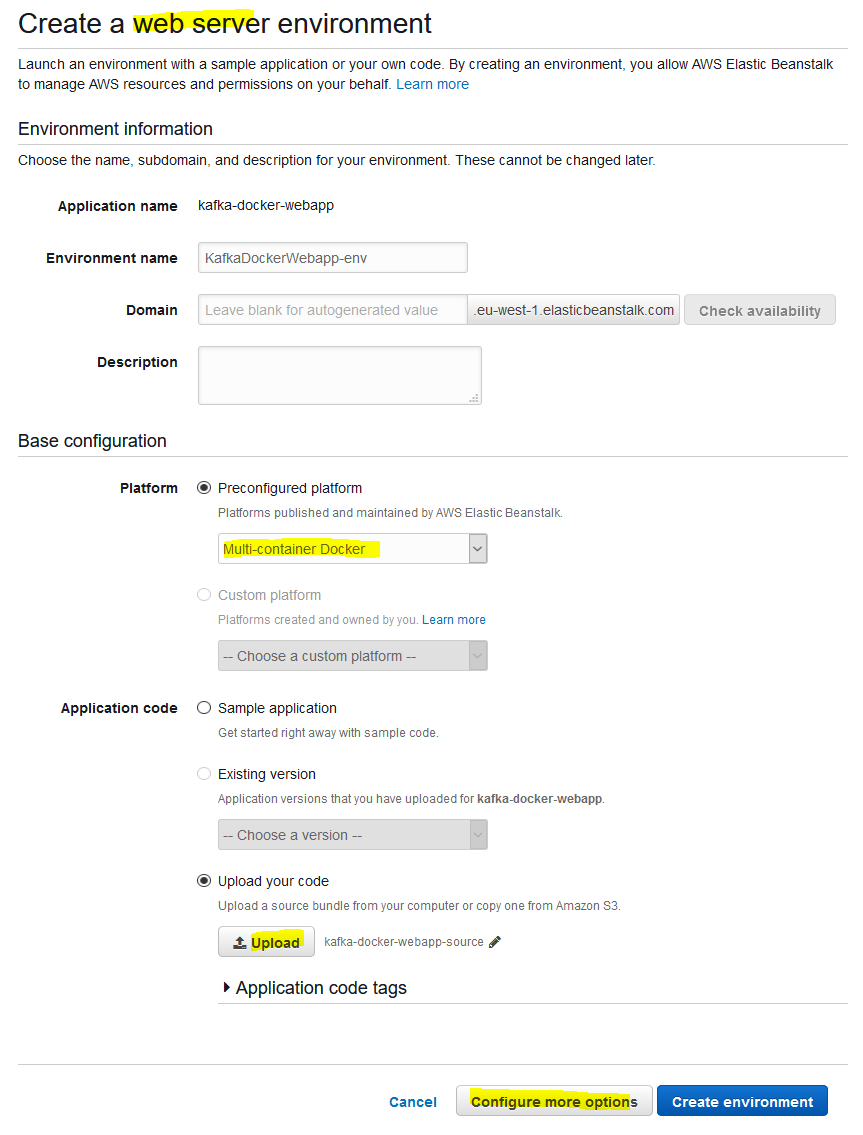 Create a web server environment
Launch an environment with a sample application or your own code. By creating an environment, you allow AWS Elastic Beanstalk
to manage AWS resources and permissions on your behalf. Learn more
Environment information
Choose the name, subdomain, and description for your environment. These cannot be changed later.
Application name kafka-docker-webapp
Environment name KafkaDockerWebapp-env
Domain Leave blank for autogenerated value .eu-west-1.elasticbeanstalk.com Check availability
Description
Base configuration
Platform Preconfigured platform
Platforms published and maintained by AWS Elastic Beanstalk.
Multi-container Docker
Custom platform
Platforms created and owned by you. Learn more
-- Choose a custom platform --
Application code Sample application
Get started right away with sample code.
Existing version
Application versions that you have uploaded for kafka-docker-webapp.
-- Choose a version --
Upload your code
Upload a source bundle from your computer or copy one from Amazon S3.
Upload kafka-docker-webapp-source
Application code tags
Cancel Configure more options Create environment